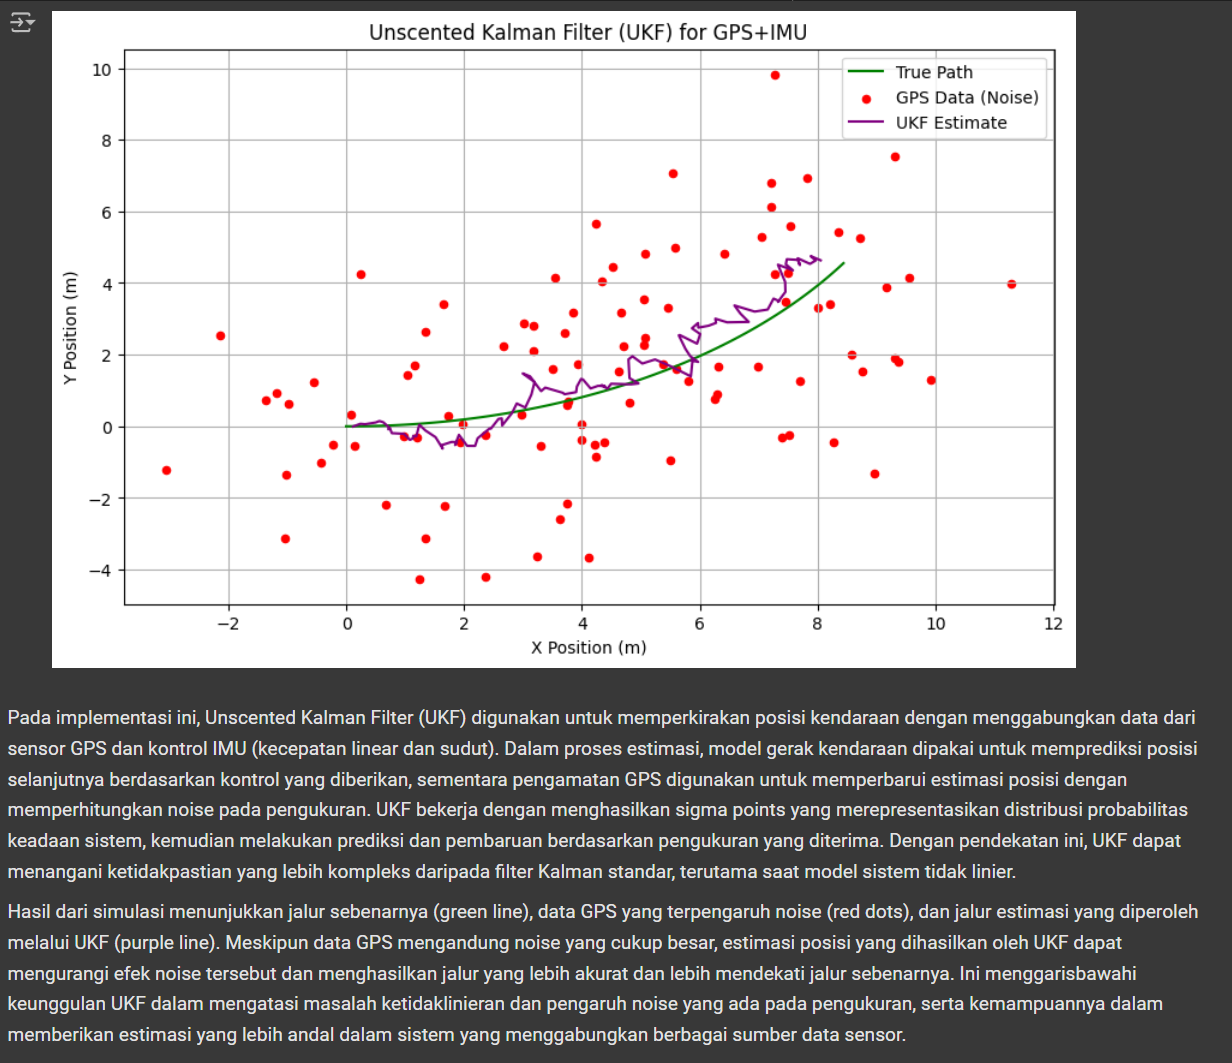 Unscented Kalman Filter (UKF) for GPS+IMU
True Path
GPS Data (Noise)
UKF Estimate
10
8
6
4
2
0
−2
−4
Y Position (m)
−2
0
2
4
6
8
10
12
X Position (m)
Pada implementasi ini, Unscented Kalman Filter (UKF) digunakan untuk memperkirakan posisi kendaraan dengan menggabungkan data dari
sensor GPS dan kontrol IMU (kecepatan linear dan sudut). Dalam proses estimasi, model gerak kendaraan dipakai untuk memprediksi posisi
selanjutnya berdasarkan kontrol yang diberikan, sementara pengamatan GPS digunakan untuk memperbarui estimasi posisi dengan
memperhitungkan noise pada pengukuran. UKF bekerja dengan menghasilkan sigma points yang merepresentasikan distribusi probabilitas
keadaan sistem, kemudian melakukan prediksi dan pembaruan berdasarkan pengukuran yang diterima. Dengan pendekatan ini, UKF dapat
menangani ketidakpastian yang lebih kompleks daripada filter Kalman standar, terutama saat model sistem tidak linier.
Hasil dari simulasi menunjukkan jalur sebenarnya (green line), data GPS yang terpengaruh noise (red dots), dan jalur estimasi yang diperoleh
melalui UKF (purple line). Meskipun data GPS mengandung noise yang cukup besar, estimasi posisi yang dihasilkan oleh UKF dapat
mengurangi efek noise tersebut dan menghasilkan jalur yang lebih akurat dan lebih mendekati jalur sebenarnya. Ini menggarisbawahi
keunggulan UKF dalam mengatasi masalah ketidaklinieran dan pengaruh noise yang ada pada pengukuran, serta kemampuannya dalam
memberikan estimasi yang lebih andal dalam sistem yang menggabungkan berbagai sumber data sensor.